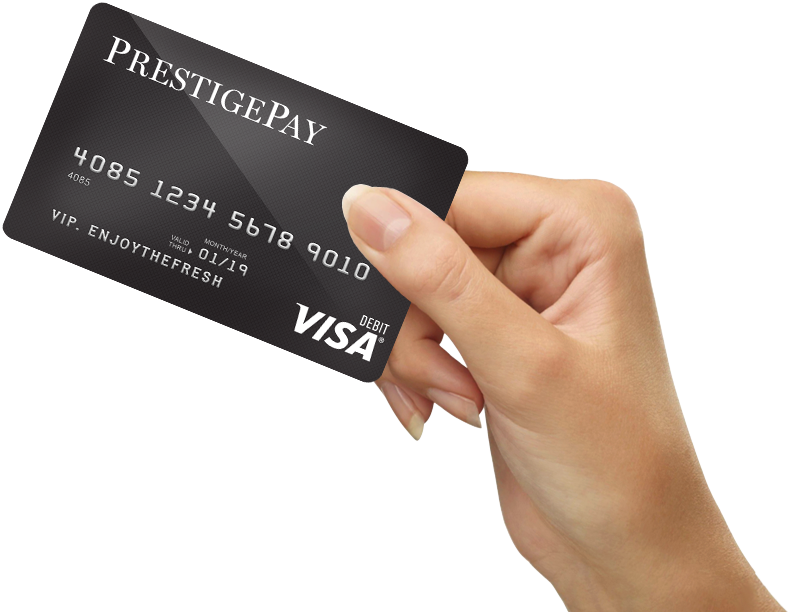 PRESTIGEPAY
4085 1234 5678 9010
4085
VALID THRU
MONTH/YEAR
01/19
VIP. ENJOYTHEFRESH
DEBIT
VISA®